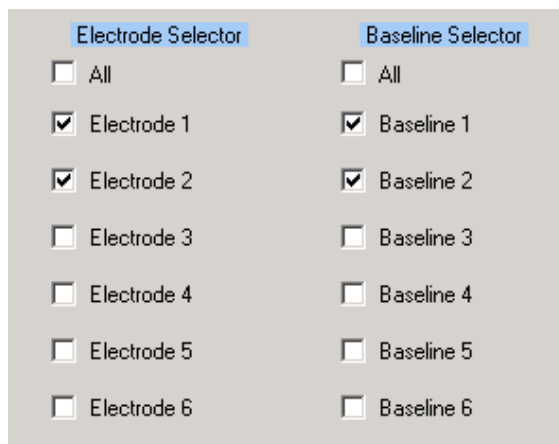 Electrode Selector
All
Electrode 1
Electrode 2
Electrode 3
Electrode 4
Electrode 5
Electrode 6
Baseline Selector
All
Baseline 1
Baseline 2
Baseline 3
Baseline 4
Baseline 5
Baseline 6